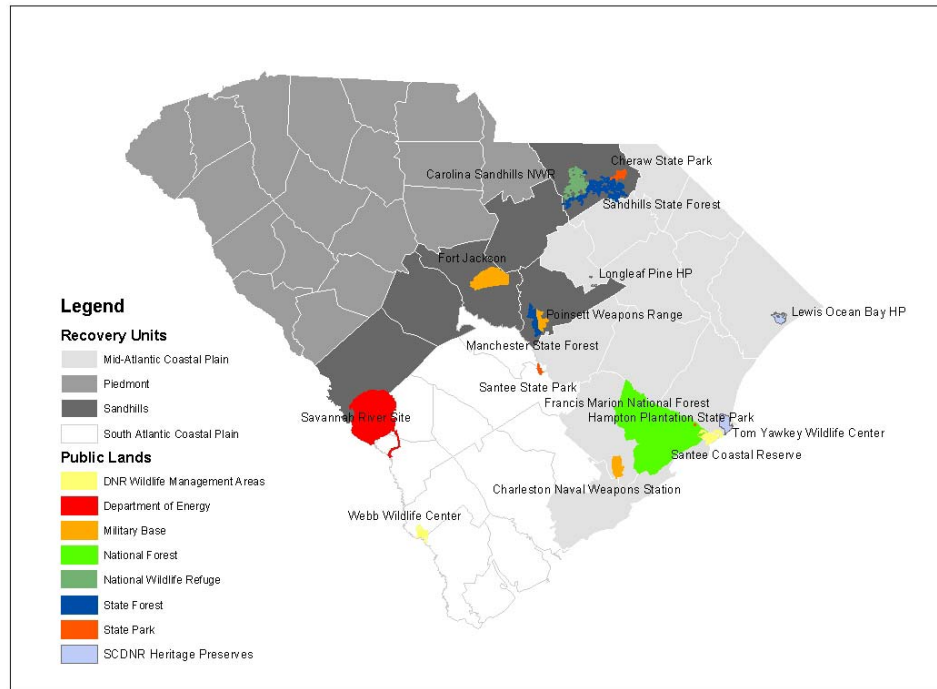 Cheraw State Park
Carolina Sandhills NWR
Sandhills State Forest
Fort Jackson
Longleaf Pine HP
Poinsett Weapons Range
Lewis Ocean Bay HP
Manchester State Forest
Santee State Park
Francis Marion National Forest
Hampton Plantation State Park
Savannah River Site
Tom Yawkey Wildlife Center
Santee Coastal Reserve
Charleston Naval Weapons Station
Webb Wildlife Center
Legend
Recovery Units
Mid-Atlantic Coastal Plain
Piedmont
Sandhills
South Atlantic Coastal Plain
Public Lands
DNR Wildlife Management Areas
Department of Energy
Military Base
National Forest
National Wildlife Refuge
State Forest
State Park
SCDNR Heritage Preserves